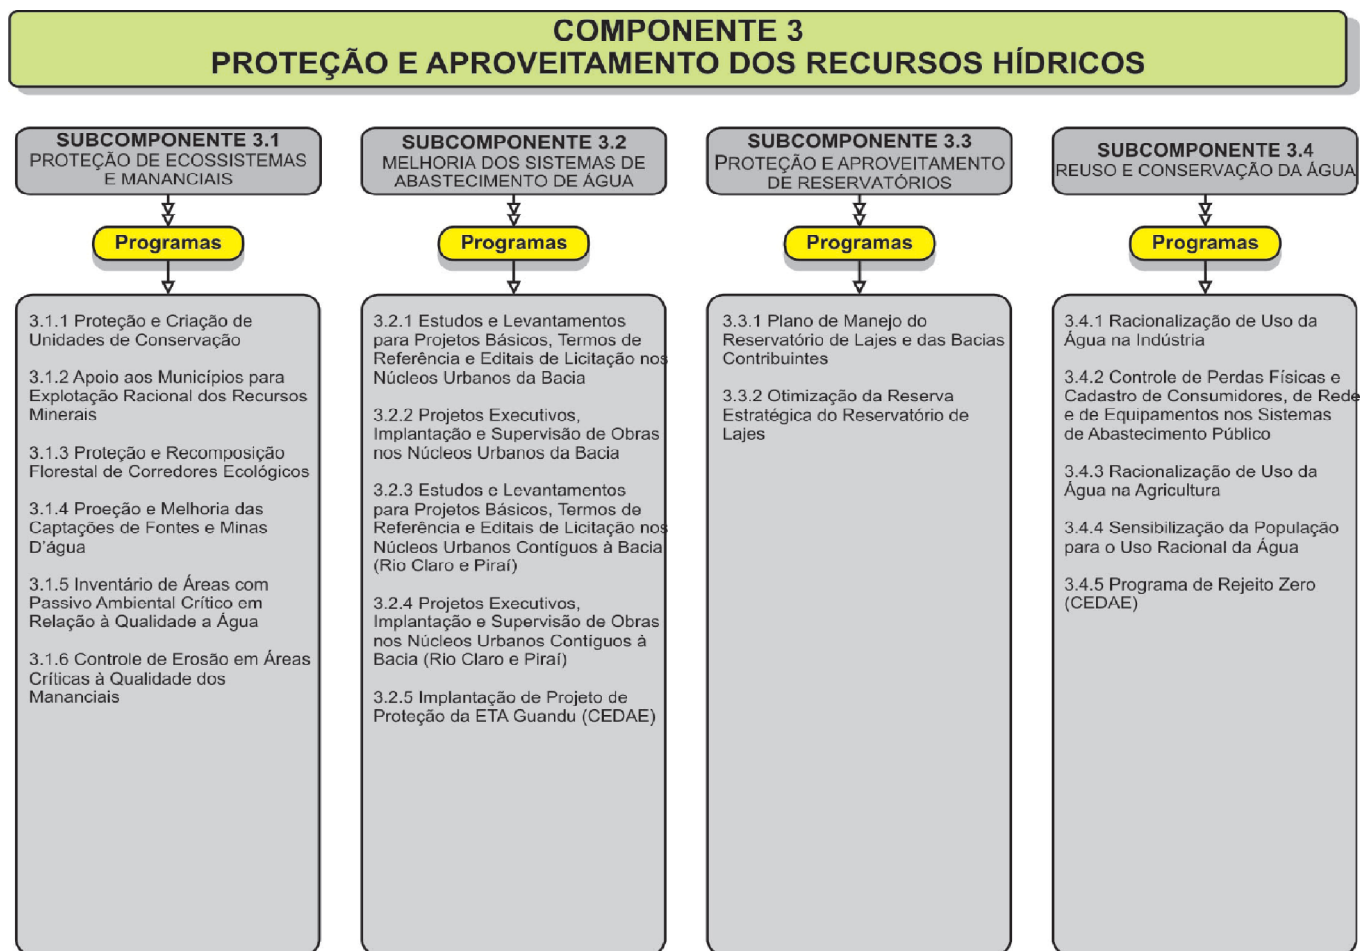 COMPONENTE 3
PROTEÇÃO E APROVEITAMENTO DOS RECURSOS HÍDRICOS
SUBCOMPONENTE 3.1
PROTEÇÃO DE ECOSSISTEMAS
E MANANCIAIS
Programas
3.1.1 Proteção e Criação de
Unidades de Conservação
3.1.2 Apoio aos Municípios para
Explotação Racional dos Recursos
Minerais
3.1.3 Proteção e Recomposição
Florestal de Corredores Ecológicos
3.1.4 Proeção e Melhoria das
Captações de Fontes e Minas
D'água
3.1.5 Inventário de Áreas com
Passivo Ambiental Crítico em
Relação à Qualidade a Água
3.1.6 Controle de Erosão em Áreas
Críticas à Qualidade dos
Mananciais
SUBCOMPONENTE 3.2
MELHORIA DOS SISTEMAS DE
ABASTECIMENTO DE ÁGUA
Programas
3.2.1 Estudos e Levantamentos
para Projetos Básicos, Termos de
Referência e Editais de Licitação nos
Núcleos Urbanos da Bacia
3.2.2 Projetos Executivos,
Implantação e Supervisão de Obras
nos Núcleos Urbanos da Bacia
3.2.3 Estudos e Levantamentos
para Projetos Básicos, Termos de
Referência e Editais de Licitação nos
Núcleos Urbanos Contíguos à Bacia
(Rio Claro e Piraí)
3.2.4 Projetos Executivos,
Implantação e Supervisão de Obras
nos Núcleos Urbanos Contíguos à
Bacia (Rio Claro e Piraí)
3.2.5 Implantação de Projeto de
Proteção da ETA Guandu (CEDAE)
SUBCOMPONENTE 3.3
PROTEÇÃO E APROVEITAMENTO
DE RESERVATÓRIOS
Programas
3.3.1 Plano de Manejo do
Reservatório de Lajes e das Bacias
Contribuintes
3.3.2 Otimização da Reserva
Estratégica do Reservatório de
Lajes
SUBCOMPONENTE 3.4
REUSO E CONSERVAÇÃO DA ÁGUA
Programas
3.4.1 Racionalização de Uso da
Água na Indústria
3.4.2 Controle de Perdas Físicas e
Cadastro de Consumidores, de Rede
e de Equipamentos nos Sistemas
de Abastecimento Público
3.4.3 Racionalização de Uso da
Água na Agricultura
3.4.4 Sensibilização da População
para o Uso Racional da Água
3.4.5 Programa de Rejeito Zero
(CEDAE)